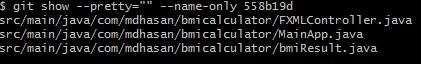 $ git show --pretty="" --name-only 558b19d
src/main/java/com/mdhasan/bmicalculator/FXMLController.java
src/main/java/com/mdhasan/bmicalculator/MainApp.java
src/main/java/com/mdhasan/bmicalculator/bmiResult.java